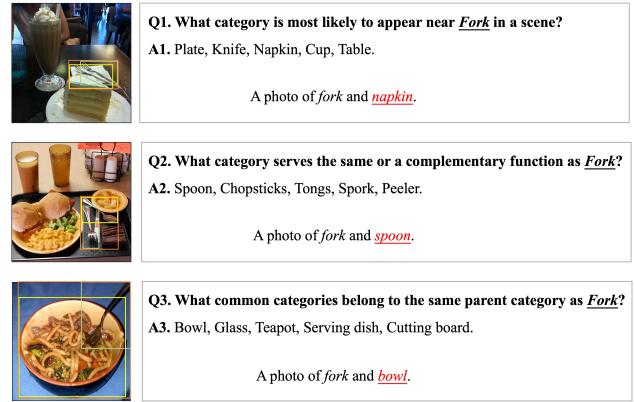 Q1. What category is most likely to appear near Fork in a scene?
A1. Plate, Knife, Napkin, Cup, Table.
A photo of fork and napkin.
Q2. What category serves the same or a complementary function as Fork?
A2. Spoon, Chopsticks, Tongs, Spork, Peeler.
A photo of fork and spoon.
Q3. What common categories belong to the same parent category as Fork?
A3. Bowl, Glass, Teapot, Serving dish, Cutting board.
A photo of fork and bowl.